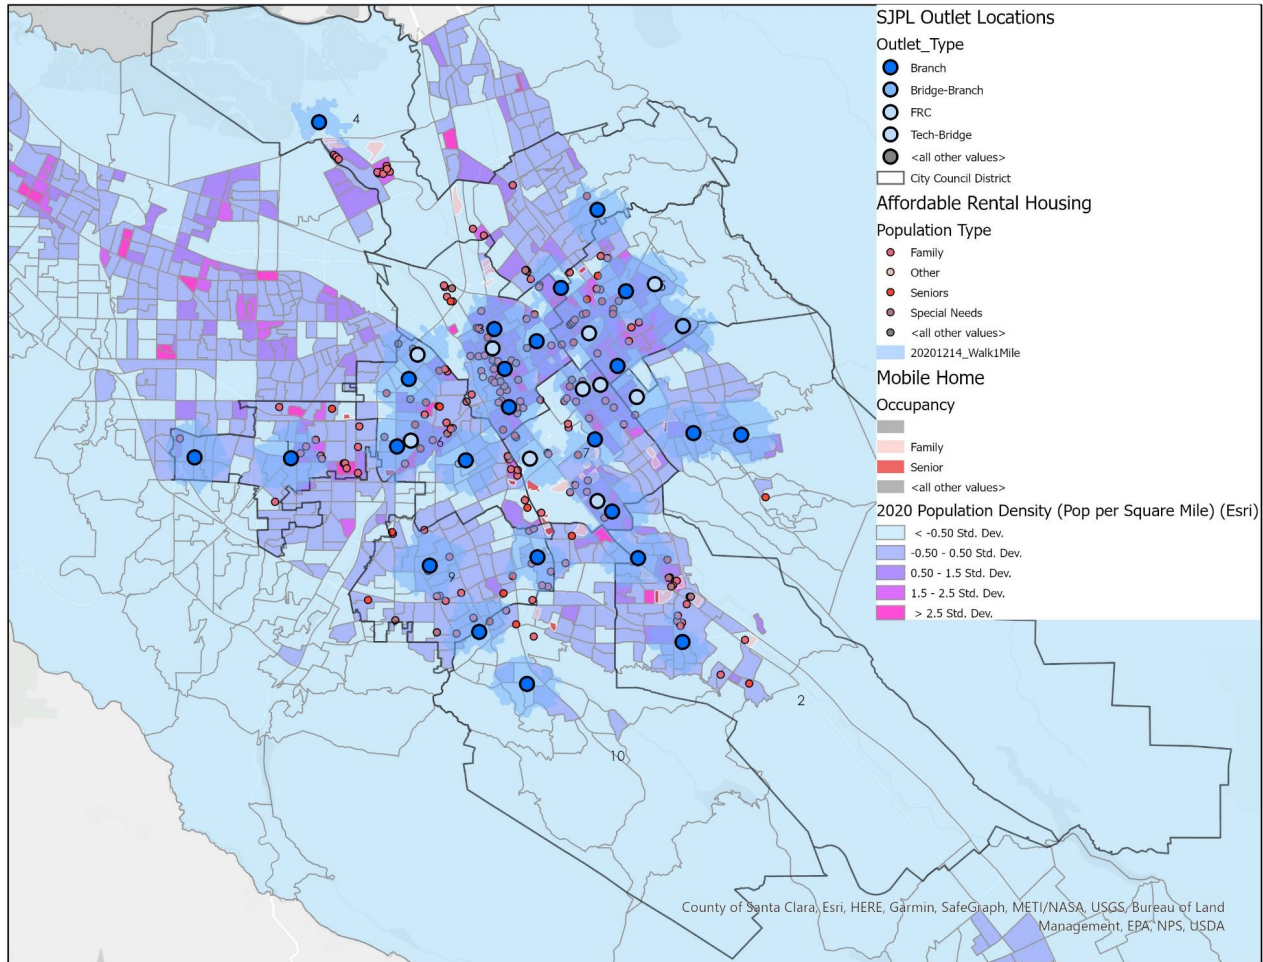 SJPL Outlet Locations
Outlet_Type
Branch
Bridge-Branch
FRC
Tech-Bridge
<all other values>
City Council District
Affordable Rental Housing
Population Type
Family
Other
Seniors
Special Needs
<all other values>
20201214_Walk1Mile
Mobile Home
Occupancy
Family
Senior
<all other values>
2020 Population Density (Pop per Square Mile) (Esri)
< -0.50 Std. Dev.
-0.50 - 0.50 Std. Dev.
0.50 - 1.5 Std. Dev.
1.5 - 2.5 Std. Dev.
> 2.5 Std. Dev.
4
5
3
6
7
9
2
10
County of Santa Clara, Esri, HERE, Garmin, SafeGraph, METI/NASA, USGS, Bureau of Land
Management, EPA, NPS, USDA